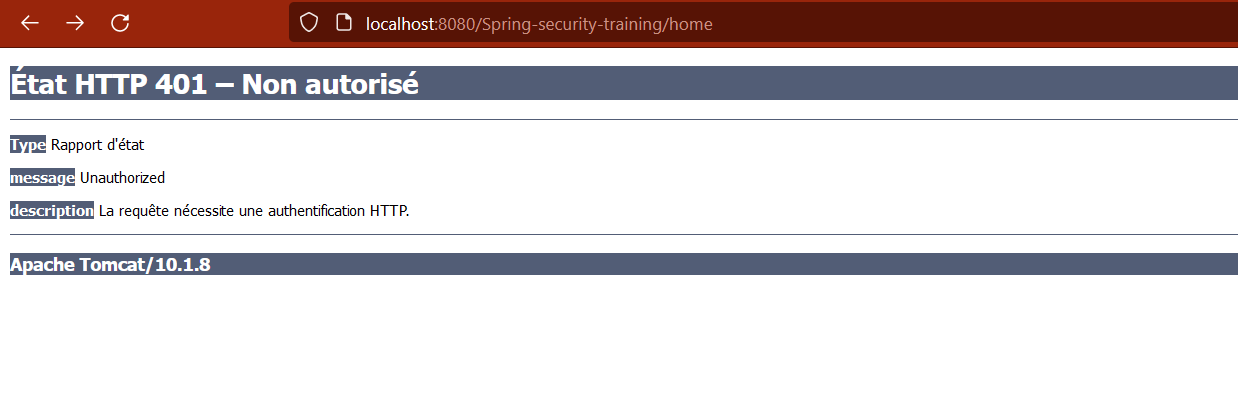 localhost:8080/Spring-security-training/home
État HTTP 401 – Non autorisé
Type Rapport d'état
message Unauthorized
description La requête nécessite une authentification HTTP.
Apache Tomcat/10.1.8